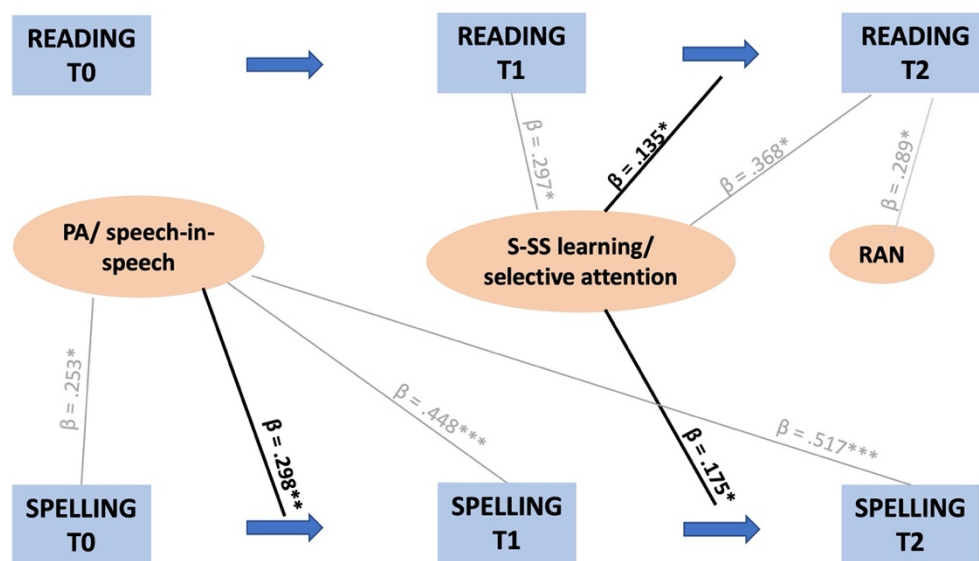 READING
T0
READING
T1
READING
T2
β = .297*
β = .135*
β = .368*
β = .289*
PA/ speech-in-
speech
S-SS learning/
selective attention
RAN
β = .253*
β = .298**
β = .448***
β = .175*
β = .517***
SPELLING
T0
SPELLING
T1
SPELLING
T2